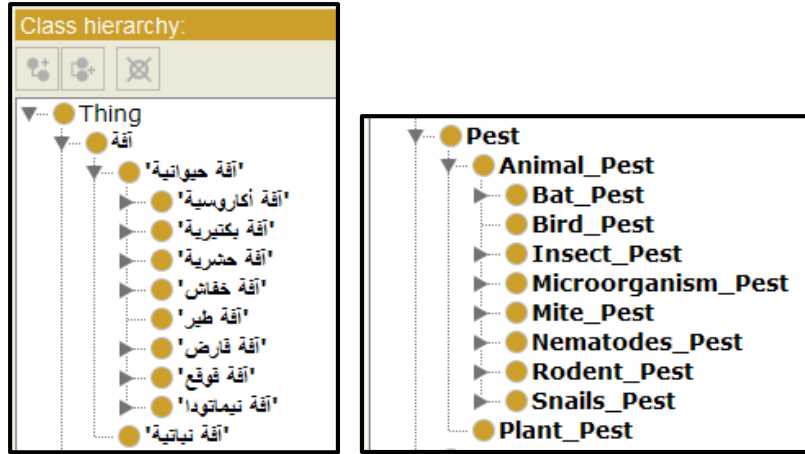 Class hierarchy:
Thing
آفة
'آفة حيوانية'
'آفة أكاروسية'
'آفة بكتيرية'
'آفة حشرية'
'آفة خفاش'
'آفة طير'
'آفة قارض'
'آفة قوقع'
'آفة نيماتودا'
'آفة نباتية'
Pest
Animal_Pest
Bat_Pest
Bird_Pest
Insect_Pest
Microorganism_Pest
Mite_Pest
Nematodes_Pest
Rodent_Pest
Snails_Pest
Plant_Pest